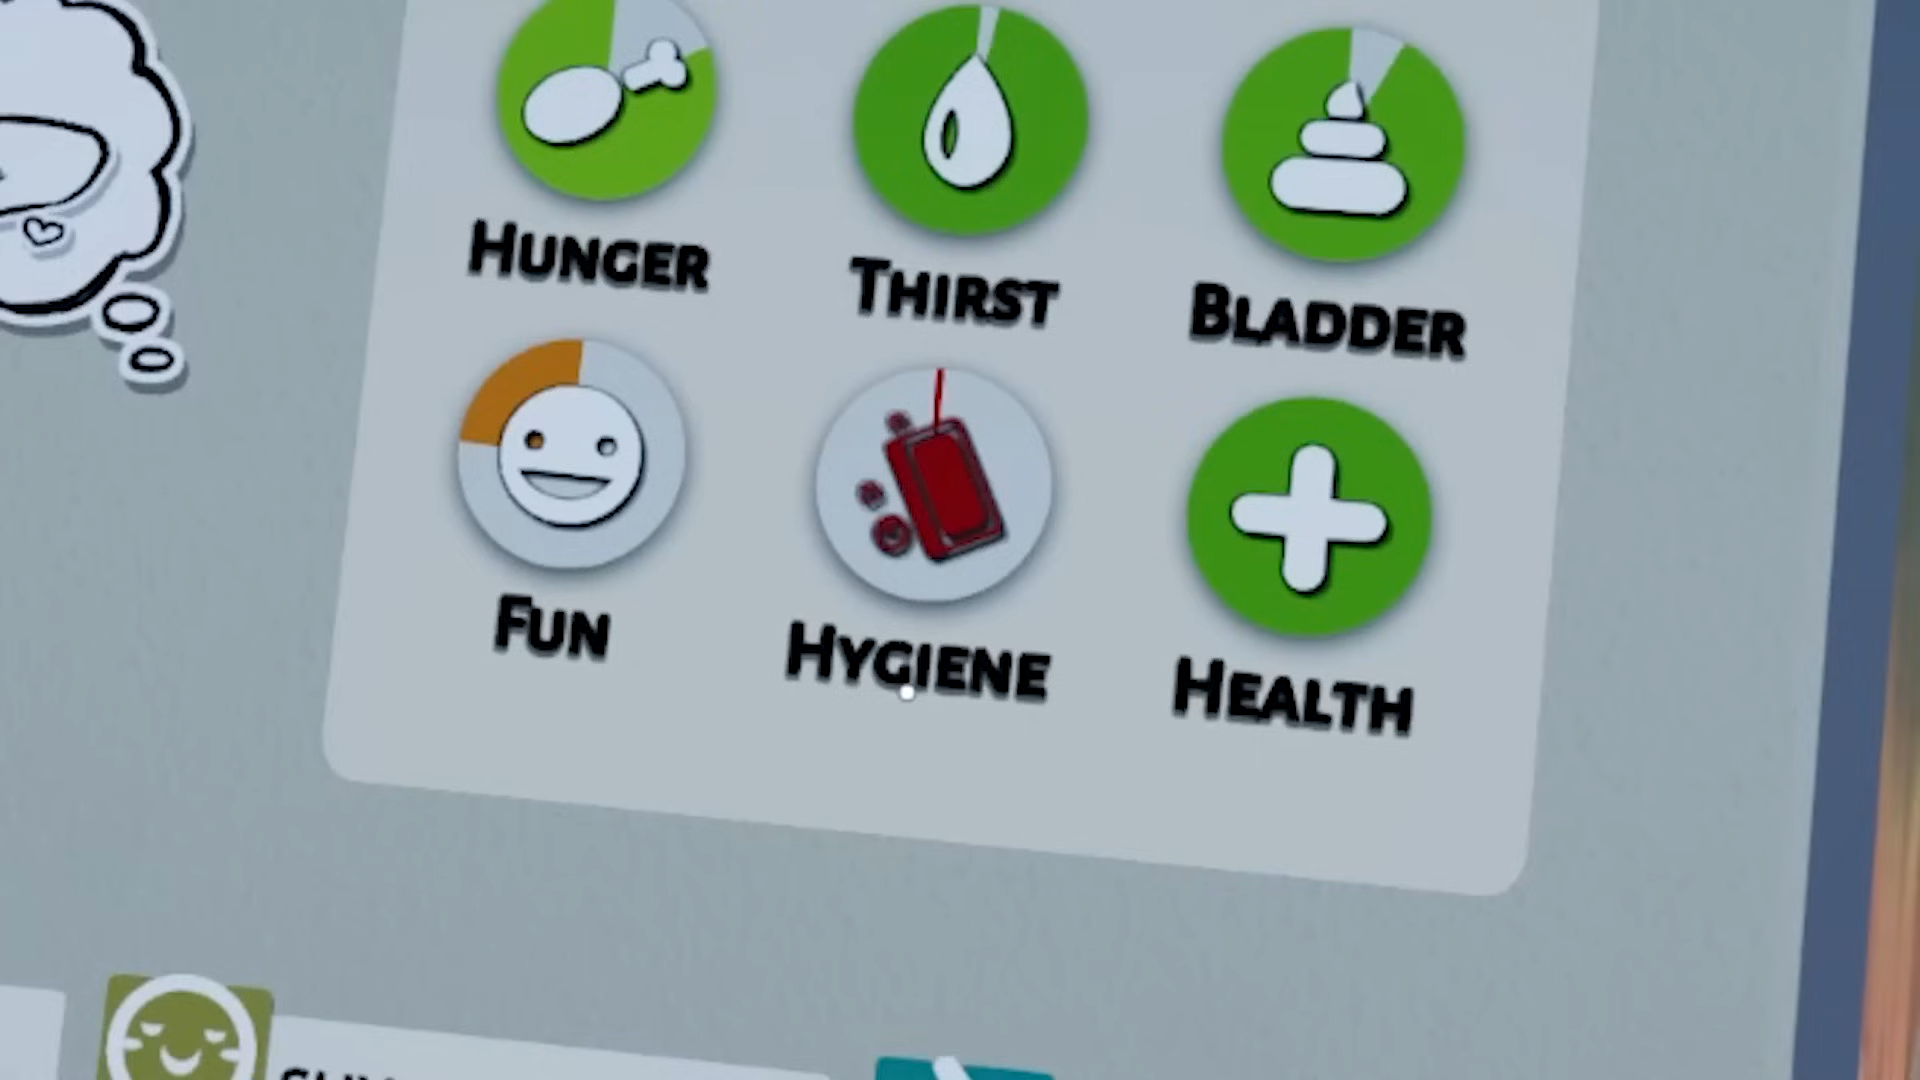 Hunger
Thirst
Bladder
Fun
Hygiene
Health